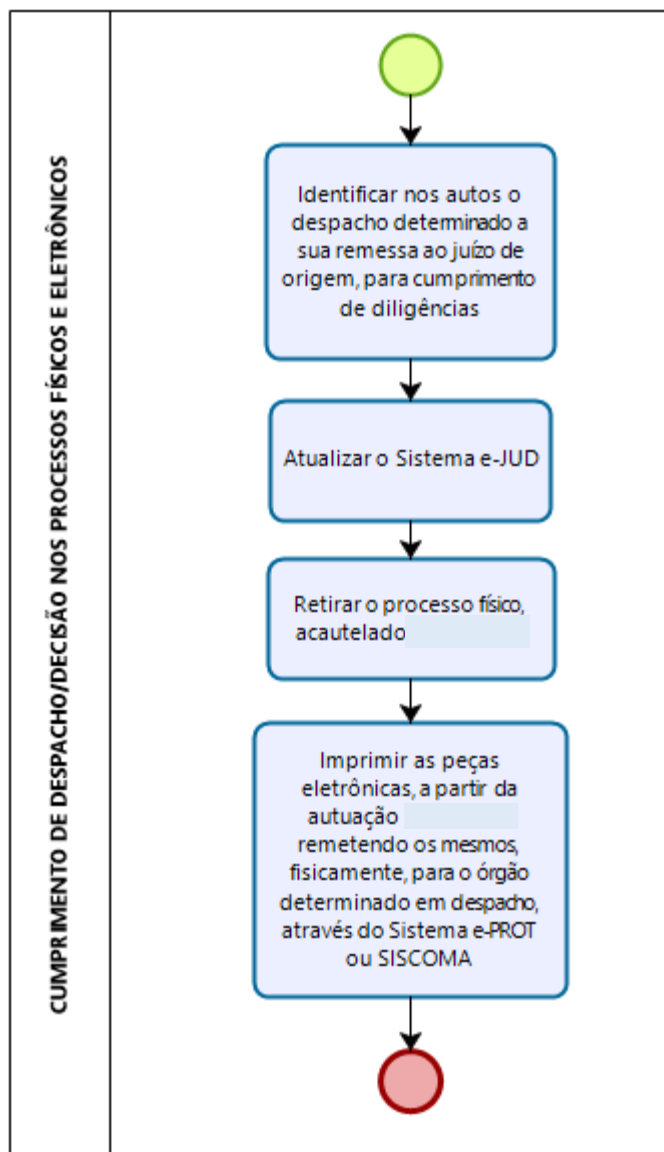 CUMPRIMENTO DE DESPACHO/DECISÃO NOS PROCESSOS FÍSICOS E ELETRÔNICOS
Identificar nos autos o
despacho determinado a
sua remessa ao juízo de
origem, para cumprimento
de diligências
Atualizar o Sistema e-JUD
Retirar o processo físico,
acautelado
Imprimir as peças
eletrônicas, a partir da
autuação
remetendo os mesmos,
fisicamente, para o órgão
determinado em despacho,
através do Sistema e-PROT
ou SISCOMA